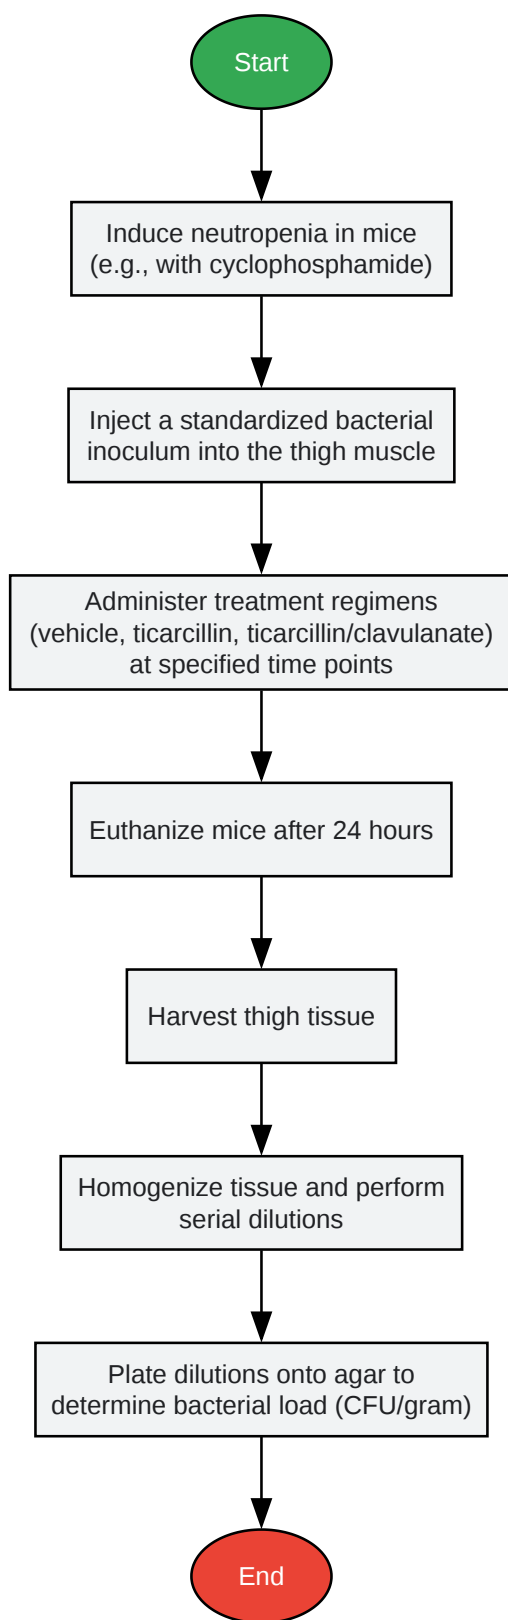 Start
Induce neutropenia in mice
(e.g., with cyclophosphamide)
Inject a standardized bacterial
inoculum into the thigh muscle
Administer treatment regimens
(vehicle, ticarcillin, ticarcillin/clavulanate)
at specified time points
Euthanize mice after 24 hours
Harvest thigh tissue
Homogenize tissue and perform
serial dilutions
Plate dilutions onto agar to
determine bacterial load (CFU/gram)
End